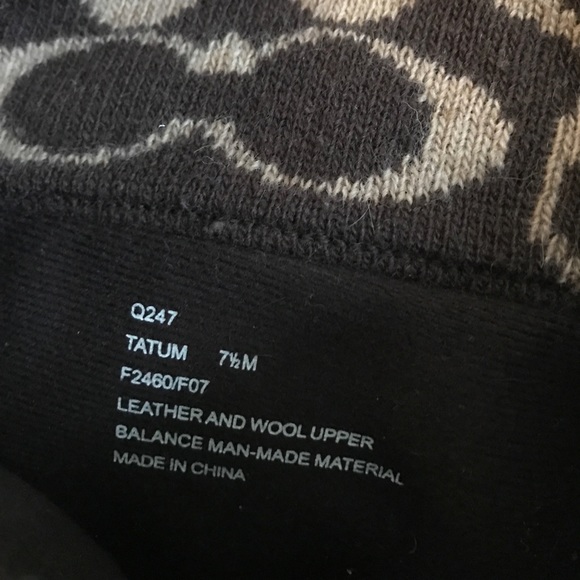 Q247
TATUM 7½M
F2460/F07
LEATHER AND WOOL UPPER
BALANCE MAN-MADE MATERIAL
MADE IN CHINA